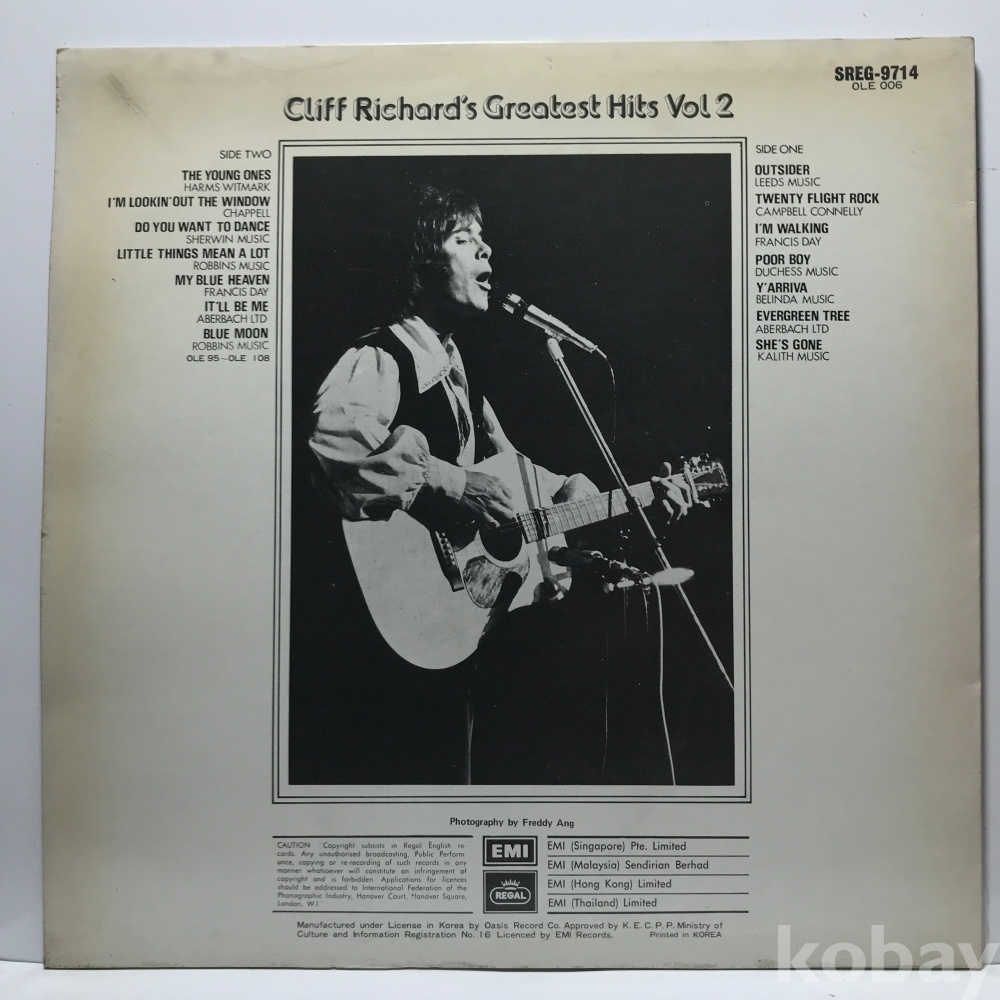 SREG-9714
OLE 006
Cliff Richard's Greatest Hits Vol 2
SIDE TWO
THE YOUNG ONES
HARMS WITMARK
I'M LOOKIN'OUT THE WINDOW
CHAPPELL
DO YOU WANT TO DANCE
SHERWIN MUSIC
LITTLE THINGS MEAN A LOT
ROBBINS MUSIC
MY BLUE HEAVEN
FRANCIS DAY
IT'LL BE ME
ABERBACH LTD
BLUE MOON
ROBBINS MUSIC
OLE 95~OLE 108
SIDE ONE
OUTSIDER
LEEDS MUSIC
TWENTY FLIGHT ROCK
CAMPBELL CONNELLY
I'M WALKING
FRANCIS DAY
POOR BOY
DUCHESS MUSIC
Y'ARRIVA
BELINDA MUSIC
EVERGREEN TREE
ABERBACH LTD
SHE'S GONE
KALITH MUSIC
Photography by Freddy Ang
CAUTION 'Copyright subsists in Regal English re-
cords. Any unauthorised broadcasting, Public Perform-
ance, copying or re-recording of such records in any
manner whatsoever will constitute an infringement of
copyright and is forbidden. Applications for licences
should be addressed to International Federation of the
Phonographic Industry, Hanover Court, Hanover Square,
London, W.I
EMI
REGAL
EMI (Singapore) Pte. Limited
EMI (Malaysia) Sendirian Berhad
EMI (Hong Kong) Limited
EMI (Thailand) Limited
Manufactured under License in Korea by Oasis Record Co. Approved by K. E. C. P. P. Ministry of
Culture and Information Registration No. 16 Licenced by EMI Records. Printed in KOREA
kobay